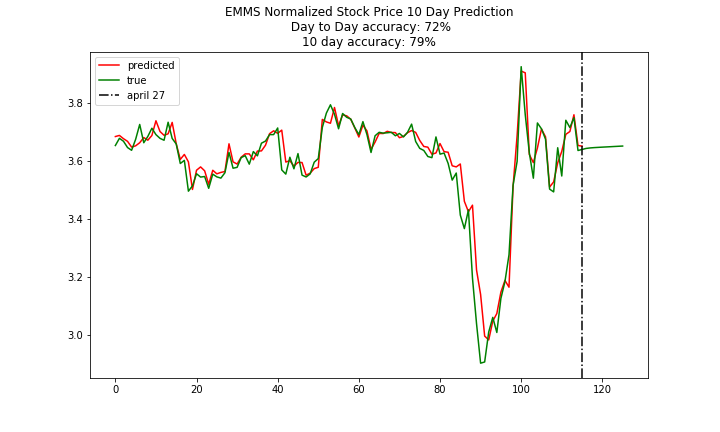 EMMS Normalized Stock Price 10 Day Prediction
Day to Day accuracy: 72%
10 day accuracy: 79%
predicted
true
april 27
3.8
3.6
3.4
3.2
3.0
0 20 40 60 80 100 120